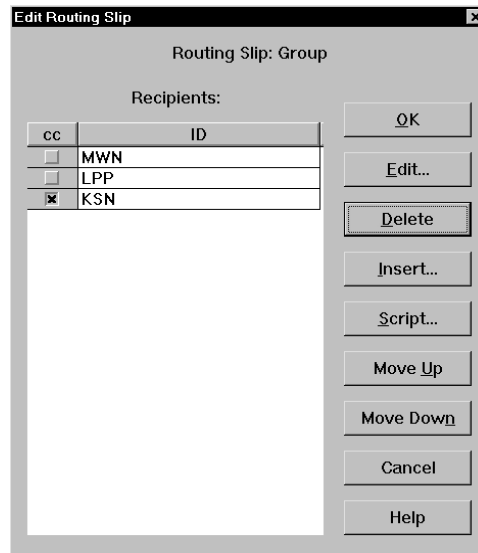 Edit Routing Slip
Routing Slip: Group
Recipients:
cc ID
MWN
LPP
KSN
OK
Edit...
Delete
Insert...
Script...
Move Up
Move Down
Cancel
Help